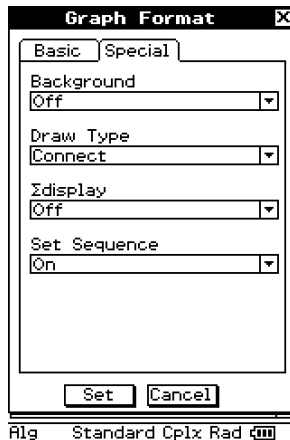 Graph Format X
Basic Special
Background
Off
Draw Type
Connect
Σdisplay
Off
Set Sequence
On
Set Cancel
Alg Standard Cplx Rad